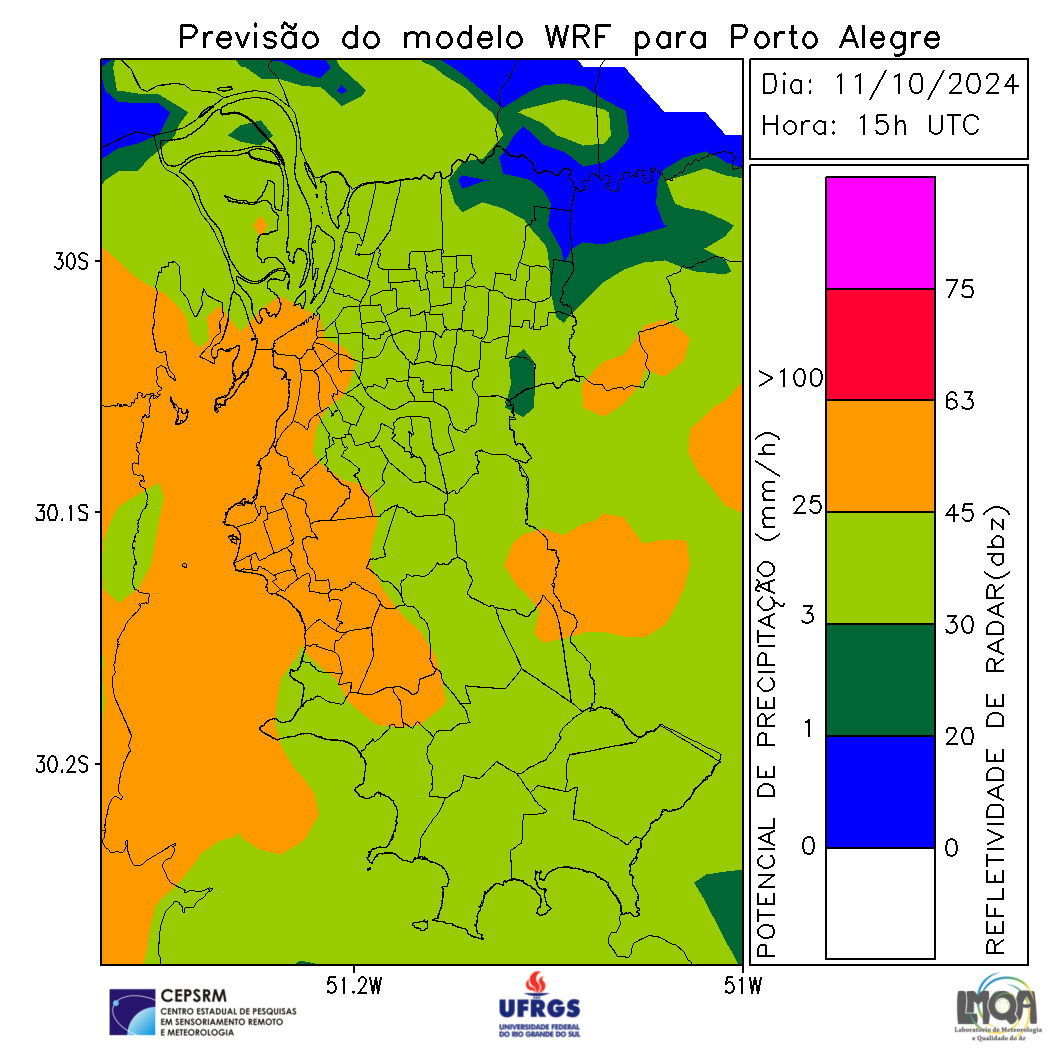 Previsão do modelo WRF para Porto Alegre
Dia: 11/10/2024
Hora: 15h UTC
30S
30.1S
30.2S
51.2W
51W
POTENCIAL DE PRECIPITAÇÃO (mm/h)
>100
25
3
1
0
75
63
45
30
20
0
REFLETIVIDADE DE RADAR(dbz)
CEPSRM
CENTRO ESTADUAL DE PESQUISAS
EM SENSORIAMENTO REMOTO
E METEOROLOGIA
UFRGS
UNIVERSIDADE FEDERAL
DO RIO GRANDE DO SUL
LMQA
Laboratório de Meteorologia
e Qualidade do Ar